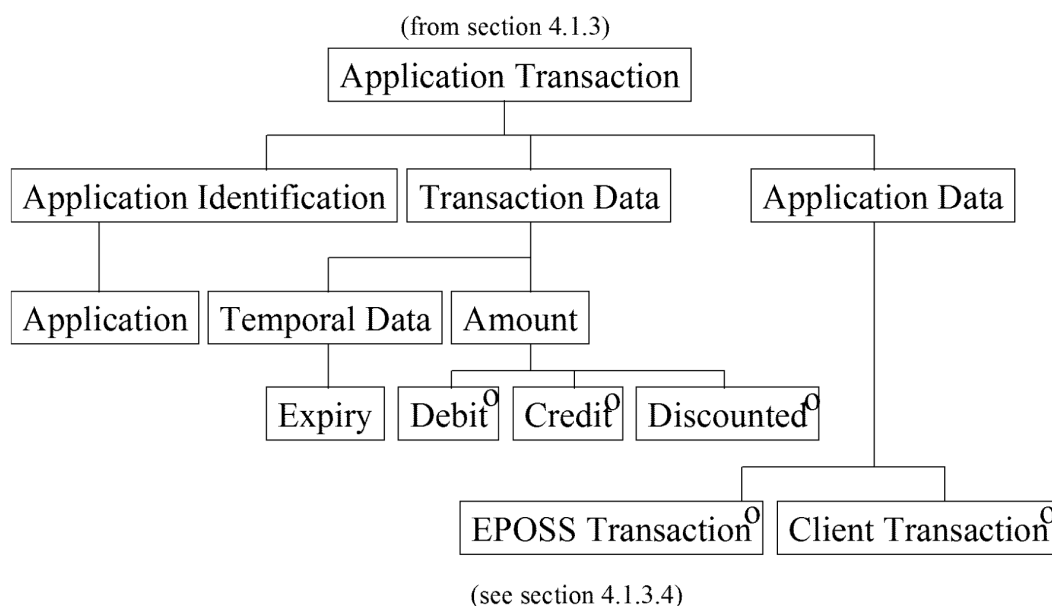 (from section 4.1.3)
Application Transaction
Application Identification Transaction Data Application Data
Application Temporal Data Amount
Expiry Debit o Credit o Discounted o
EPOSS Transaction o Client Transaction o
(see section 4.1.3.4)